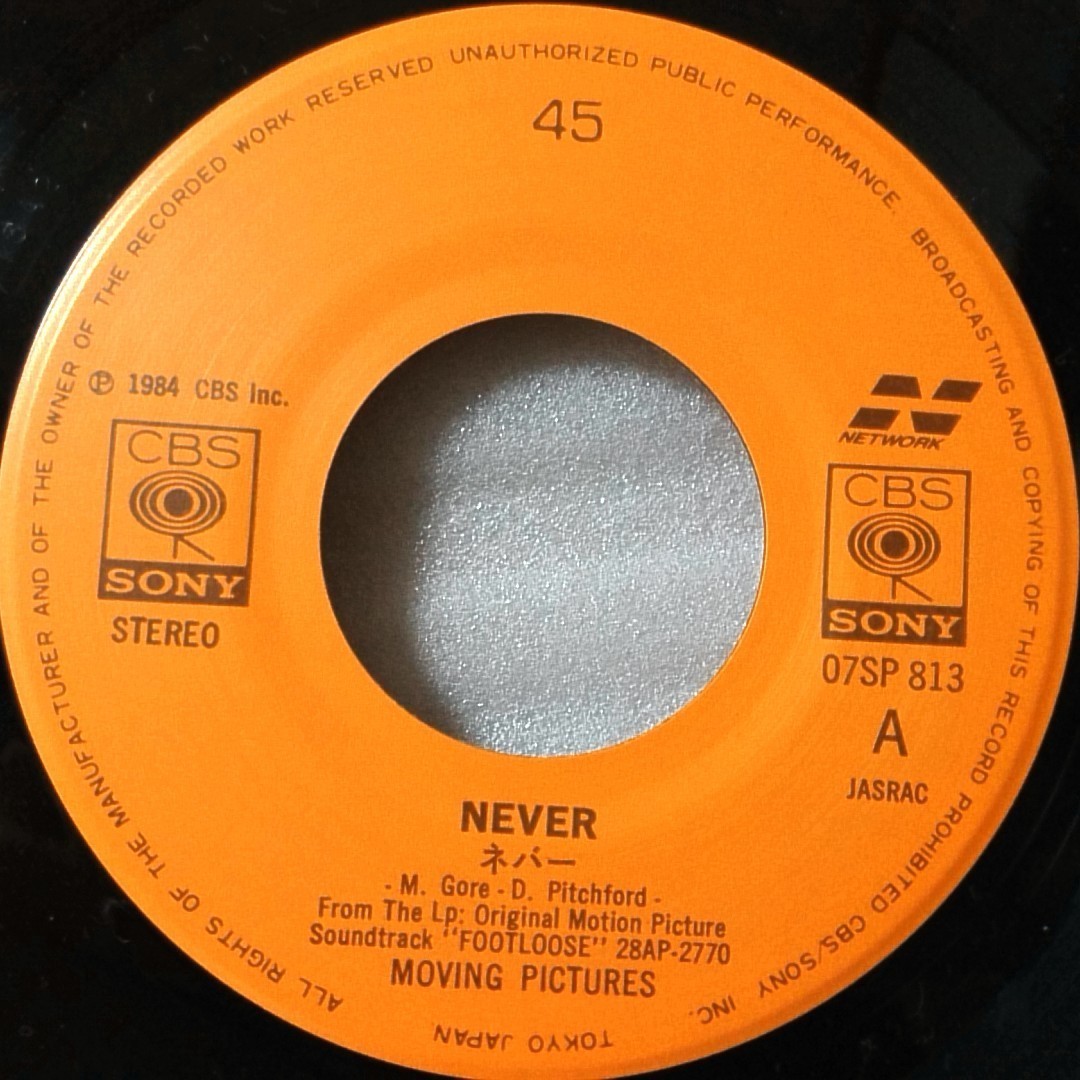 ALL RIGHTS OF THE MANUFACTURER AND OF THE OWNER OF THE RECORDED WORK RESERVED UNAUTHORIZED PUBLIC PERFORMANCE. BROADCASTING AND COPYING OF THIS RECORD PROHIBITED CBS/SONY INC. TOKYO JAPAN
45
℗ 1984 CBS Inc.
CBS
SONY
STEREO
NETWORK
CBS
SONY
07SP 813
A
JASRAC
NEVER
ネバー
- M. Gore - D. Pitchford -
From The Lp: Original Motion Picture
Soundtrack "FOOTLOOSE" 28AP-2770
MOVING PICTURES